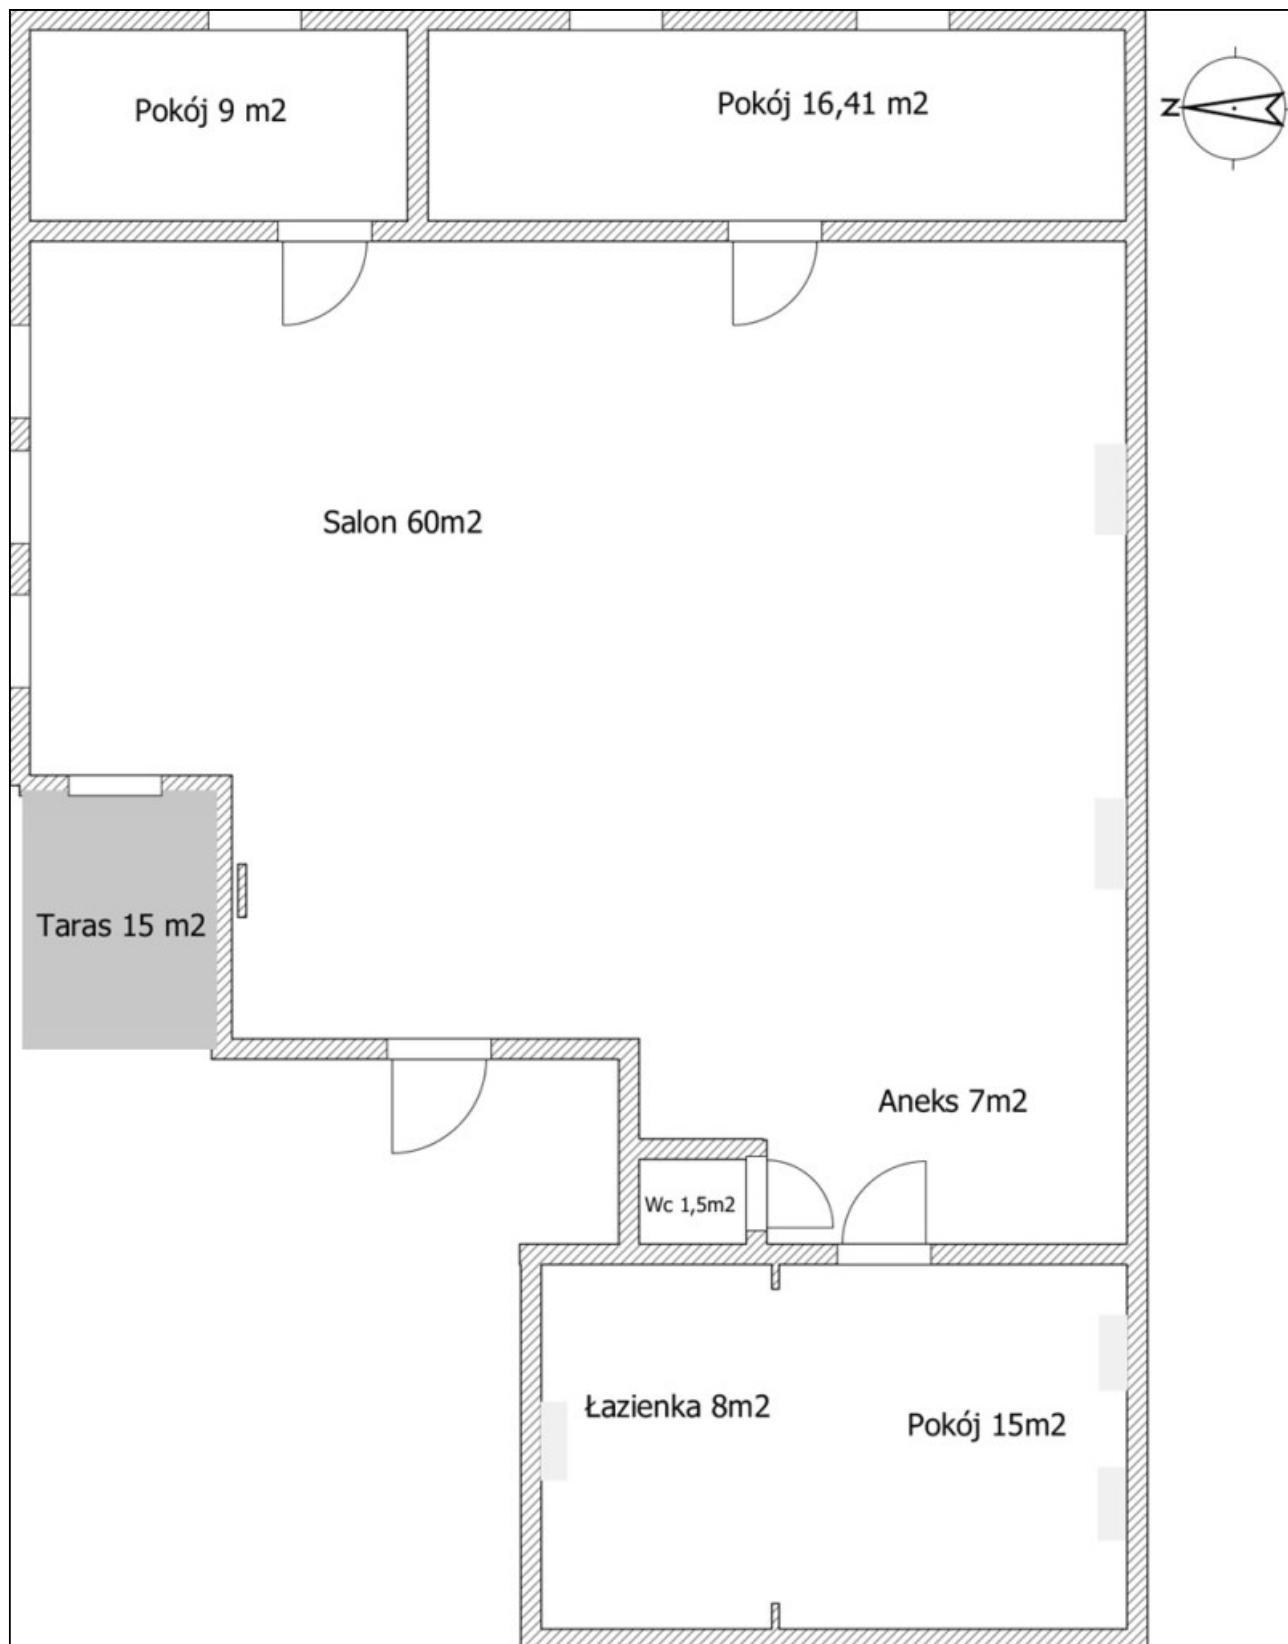 Pokój 9 m2
Pokój 16,41 m2
N
Salon 60m2
Taras 15 m2
Aneks 7m2
Wc 1,5m2
Łazienka 8m2
Pokój 15m2